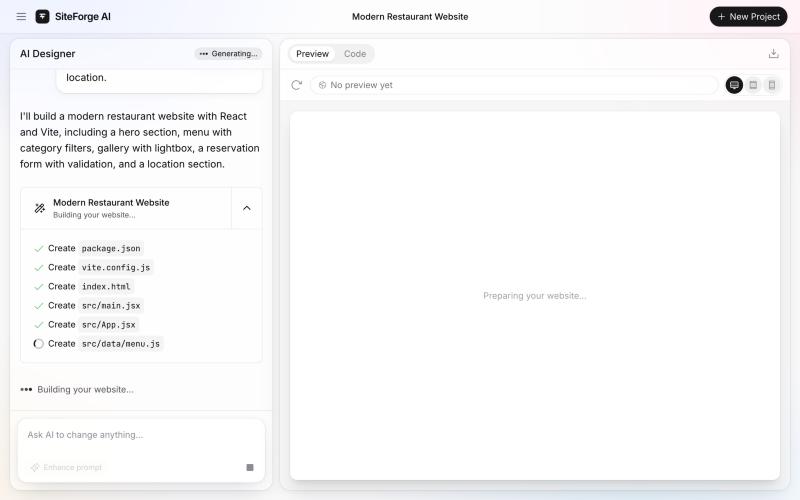 SiteForge AI
Modern Restaurant Website
New Project
AI Designer
Generating...
location.
I'll build a modern restaurant website with React
and Vite, including a hero section, menu with
category filters, gallery with lightbox, a reservation
form with validation, and a location section.
Modern Restaurant Website
Building your website...
Create package.json
Create vite.config.js
Create index.html
Create src/main.jsx
Create src/App.jsx
Create src/data/menu.js
Building your website...
Ask AI to change anything...
Enhance prompt
Preview Code
No preview yet
Preparing your website...